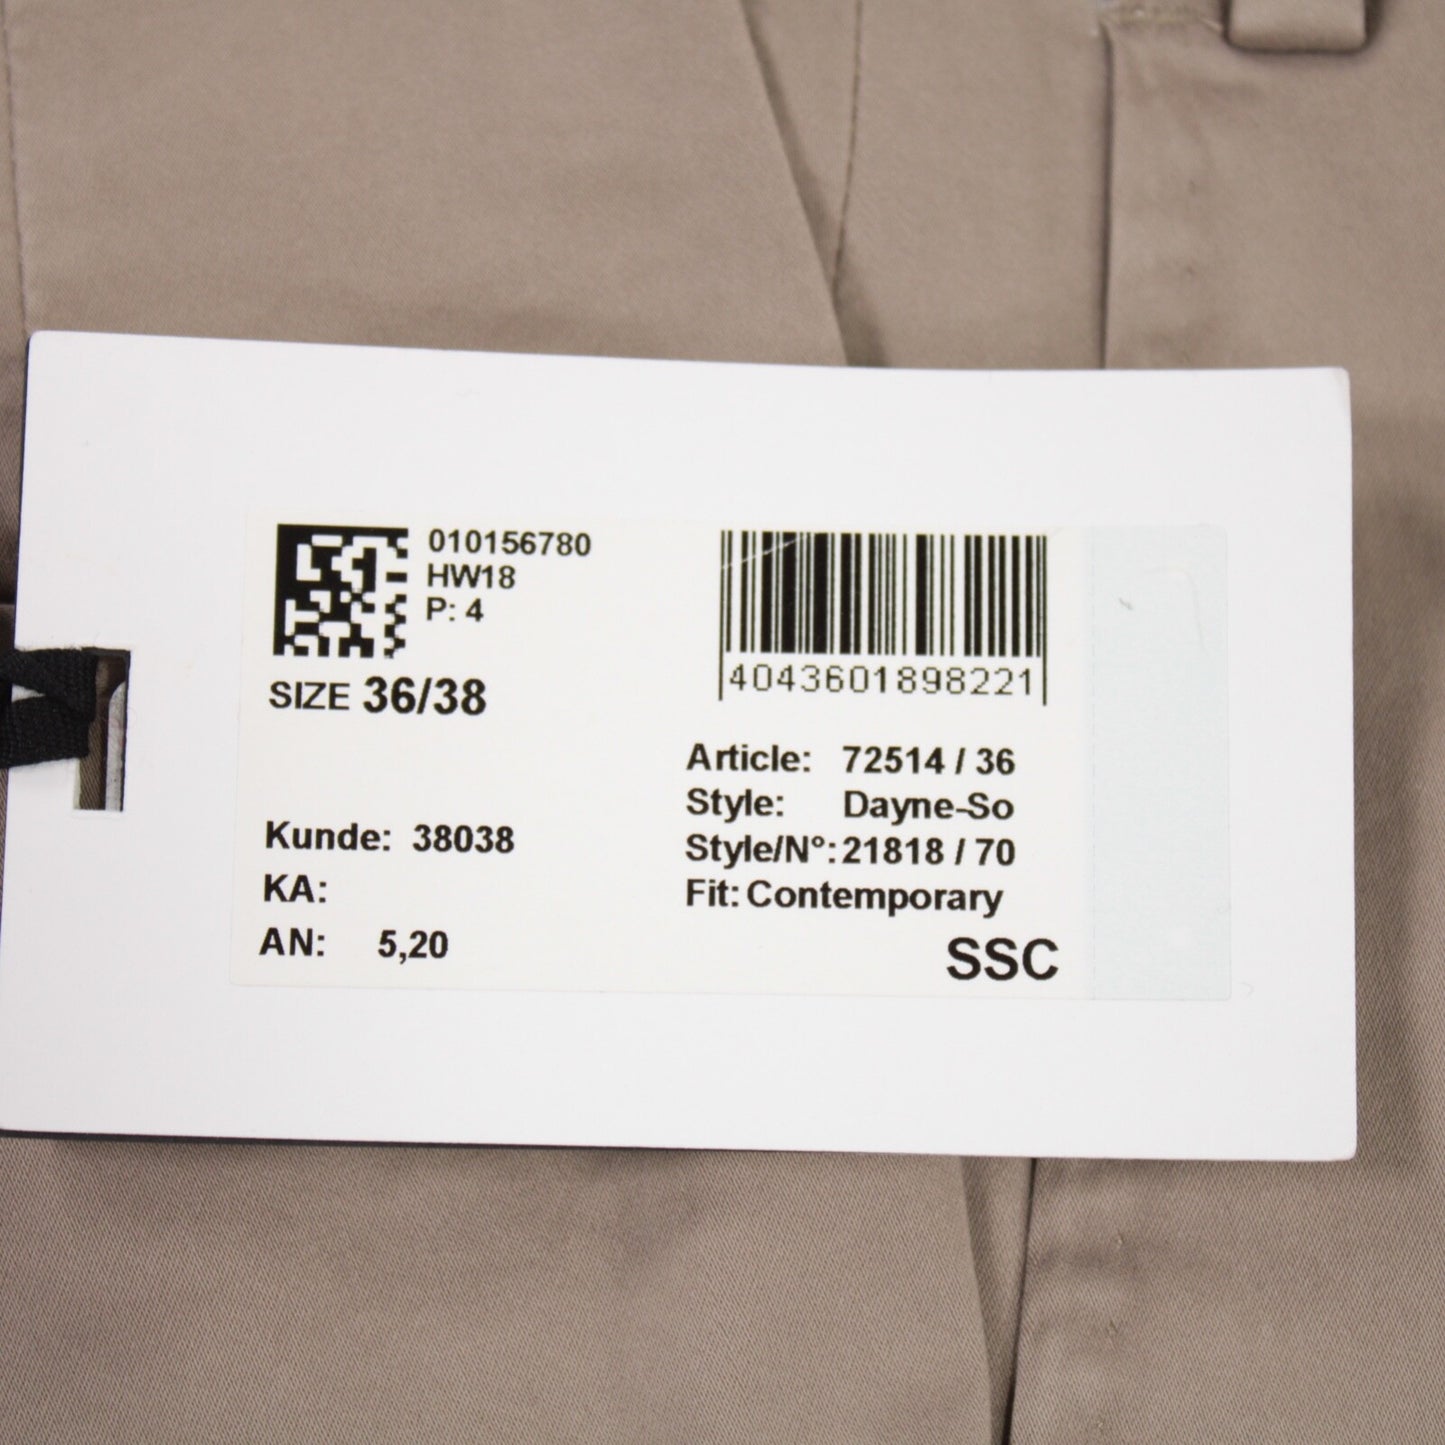 010156780
HW18
P: 4
SIZE 36/38
Kunde: 38038
KA:
AN: 5,20
4043601898221
Article: 72514 / 36
Style: Dayne-So
Style/N°: 21818 / 70
Fit: Contemporary
SSC